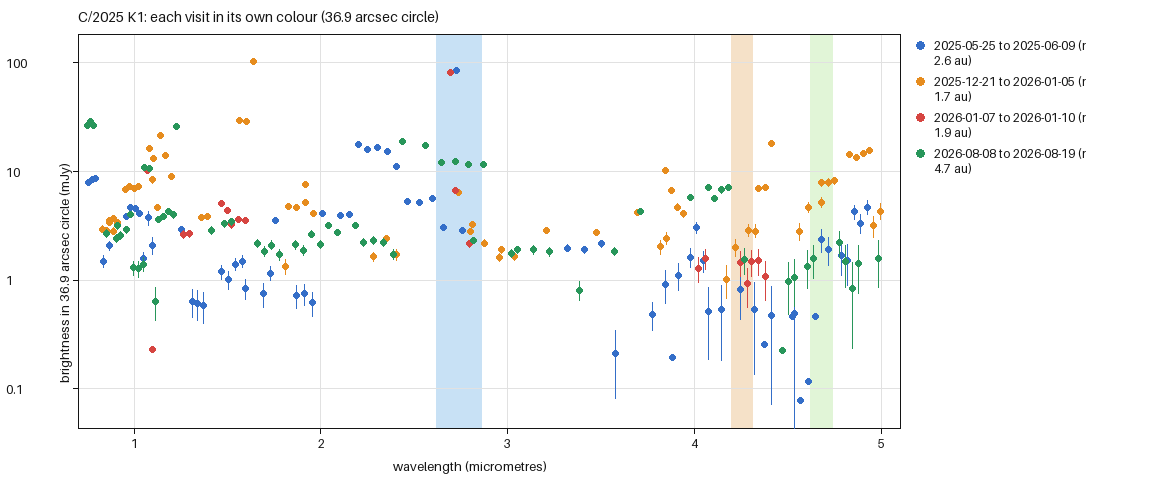 C/2025 K1: each visit in its own colour (36.9 arcsec circle)
brightness in 36.9 arcsec circle (mJy)
100
10
1
0.1
1
2
3
4
5
wavelength (micrometres)
2025-05-25 to 2025-06-09 (r
2.6 au)
2025-12-21 to 2026-01-05 (r
1.7 au)
2026-01-07 to 2026-01-10 (r
1.9 au)
2026-08-08 to 2026-08-19 (r
4.7 au)